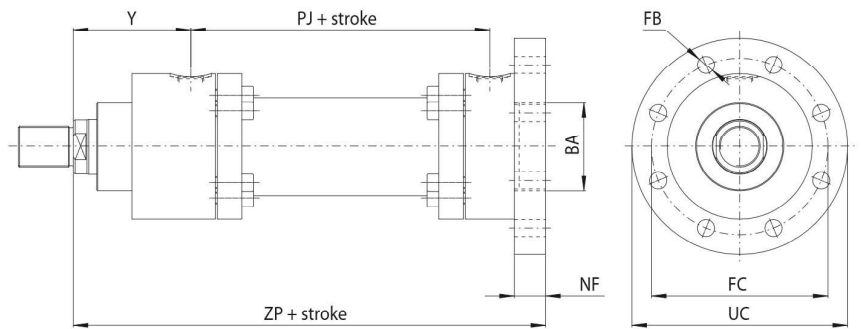 Y
PJ + stroke
FB
BA
NF
FC
ZP + stroke
UC